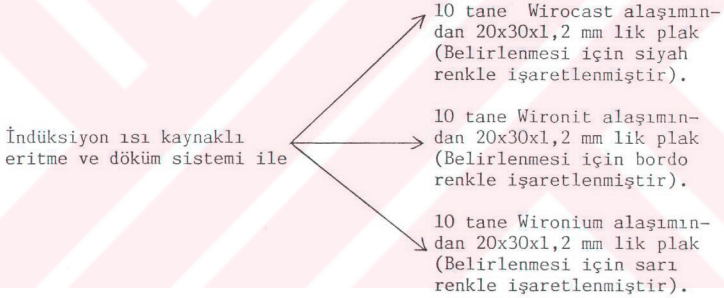 10 tane Wirocast alaşımın-
dan 20x30x1,2 mm lik plak
(Belirlenmesi için siyah
renkle işaretlenmiştir).
İndüksiyon ısı kaynaklı
eritme ve döküm sistemi ile
10 tane Wironit alaşımın-
dan 20x30x1,2 mm lik plak
(Belirlenmesi için bordo
renkle işaretlenmiştir).
10 tane Wironium alaşımın-
dan 20x30x1,2 mm lik plak
(Belirlenmesi için sarı
renkle işaretlenmiştir).